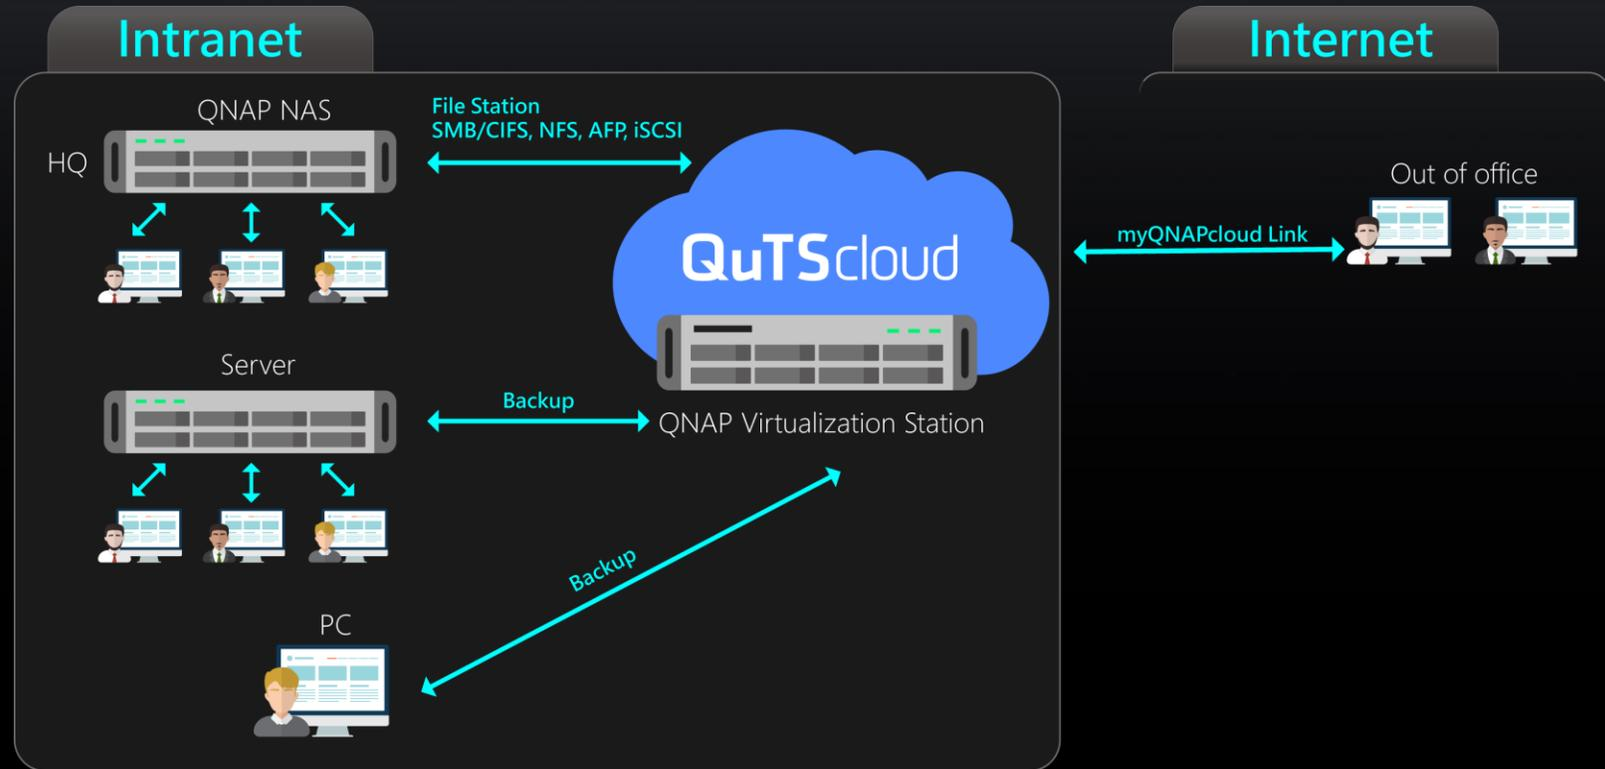 Intranet
Internet
QNAP NAS
HQ
File Station
SMB/CIFS, NFS, AFP, iSCSI
QuTScloud
Out of office
myQNAPcloud Link
Server
Backup
QNAP Virtualization Station
Backup
PC